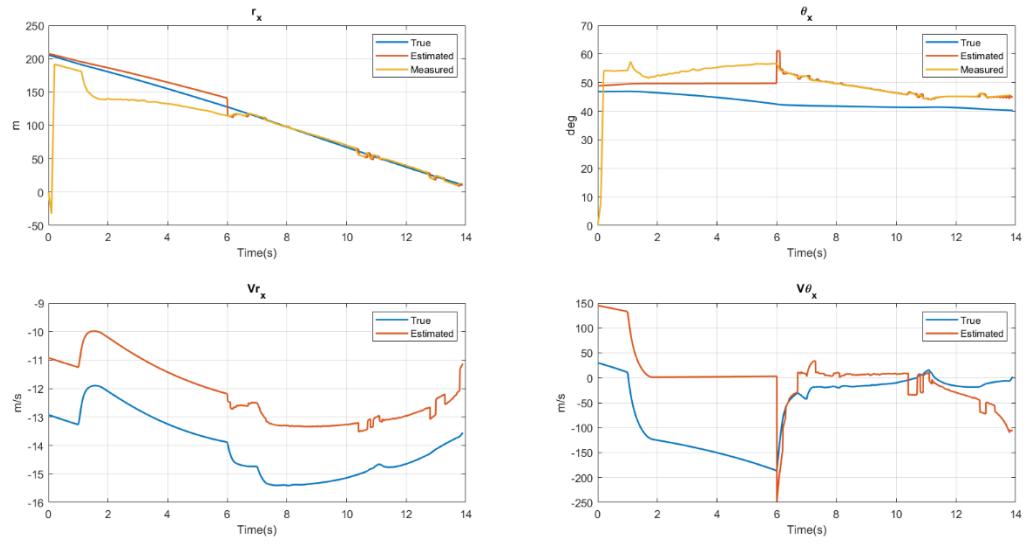 r_x
250
200
150
100
50
0
-50
m
0 2 4 6 8 10 12 14
Time(s)
True
Estimated
Measured
θ_x
70
60
50
40
30
20
10
0
deg
0 2 4 6 8 10 12 14
Time(s)
True
Estimated
Measured
Vr_x
-9
-10
-11
-12
-13
-14
-15
-16
m/s
0 2 4 6 8 10 12 14
Time(s)
True
Estimated
Vθ_x
150
100
50
0
-50
-100
-150
-200
-250
m/s
0 2 4 6 8 10 12 14
Time(s)
True
Estimated